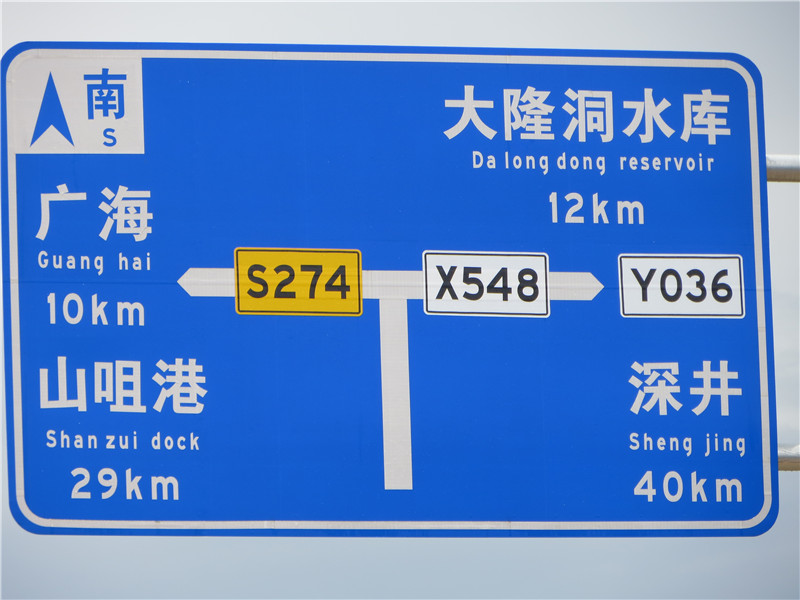 南
S
大隆洞水库
Da long dong reservoir
12km
广海
Guang hai
10km
S274
X548
Y036
山咀港
Shan zui dock
29km
深井
Sheng jing
40km